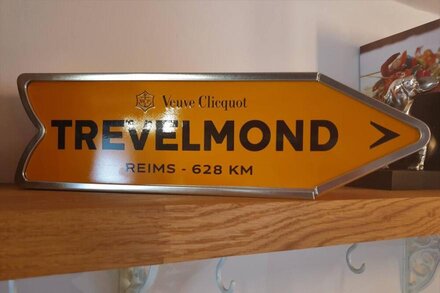 Veuve Clicquot
TREVELMOND >
REIMS - 628 KM